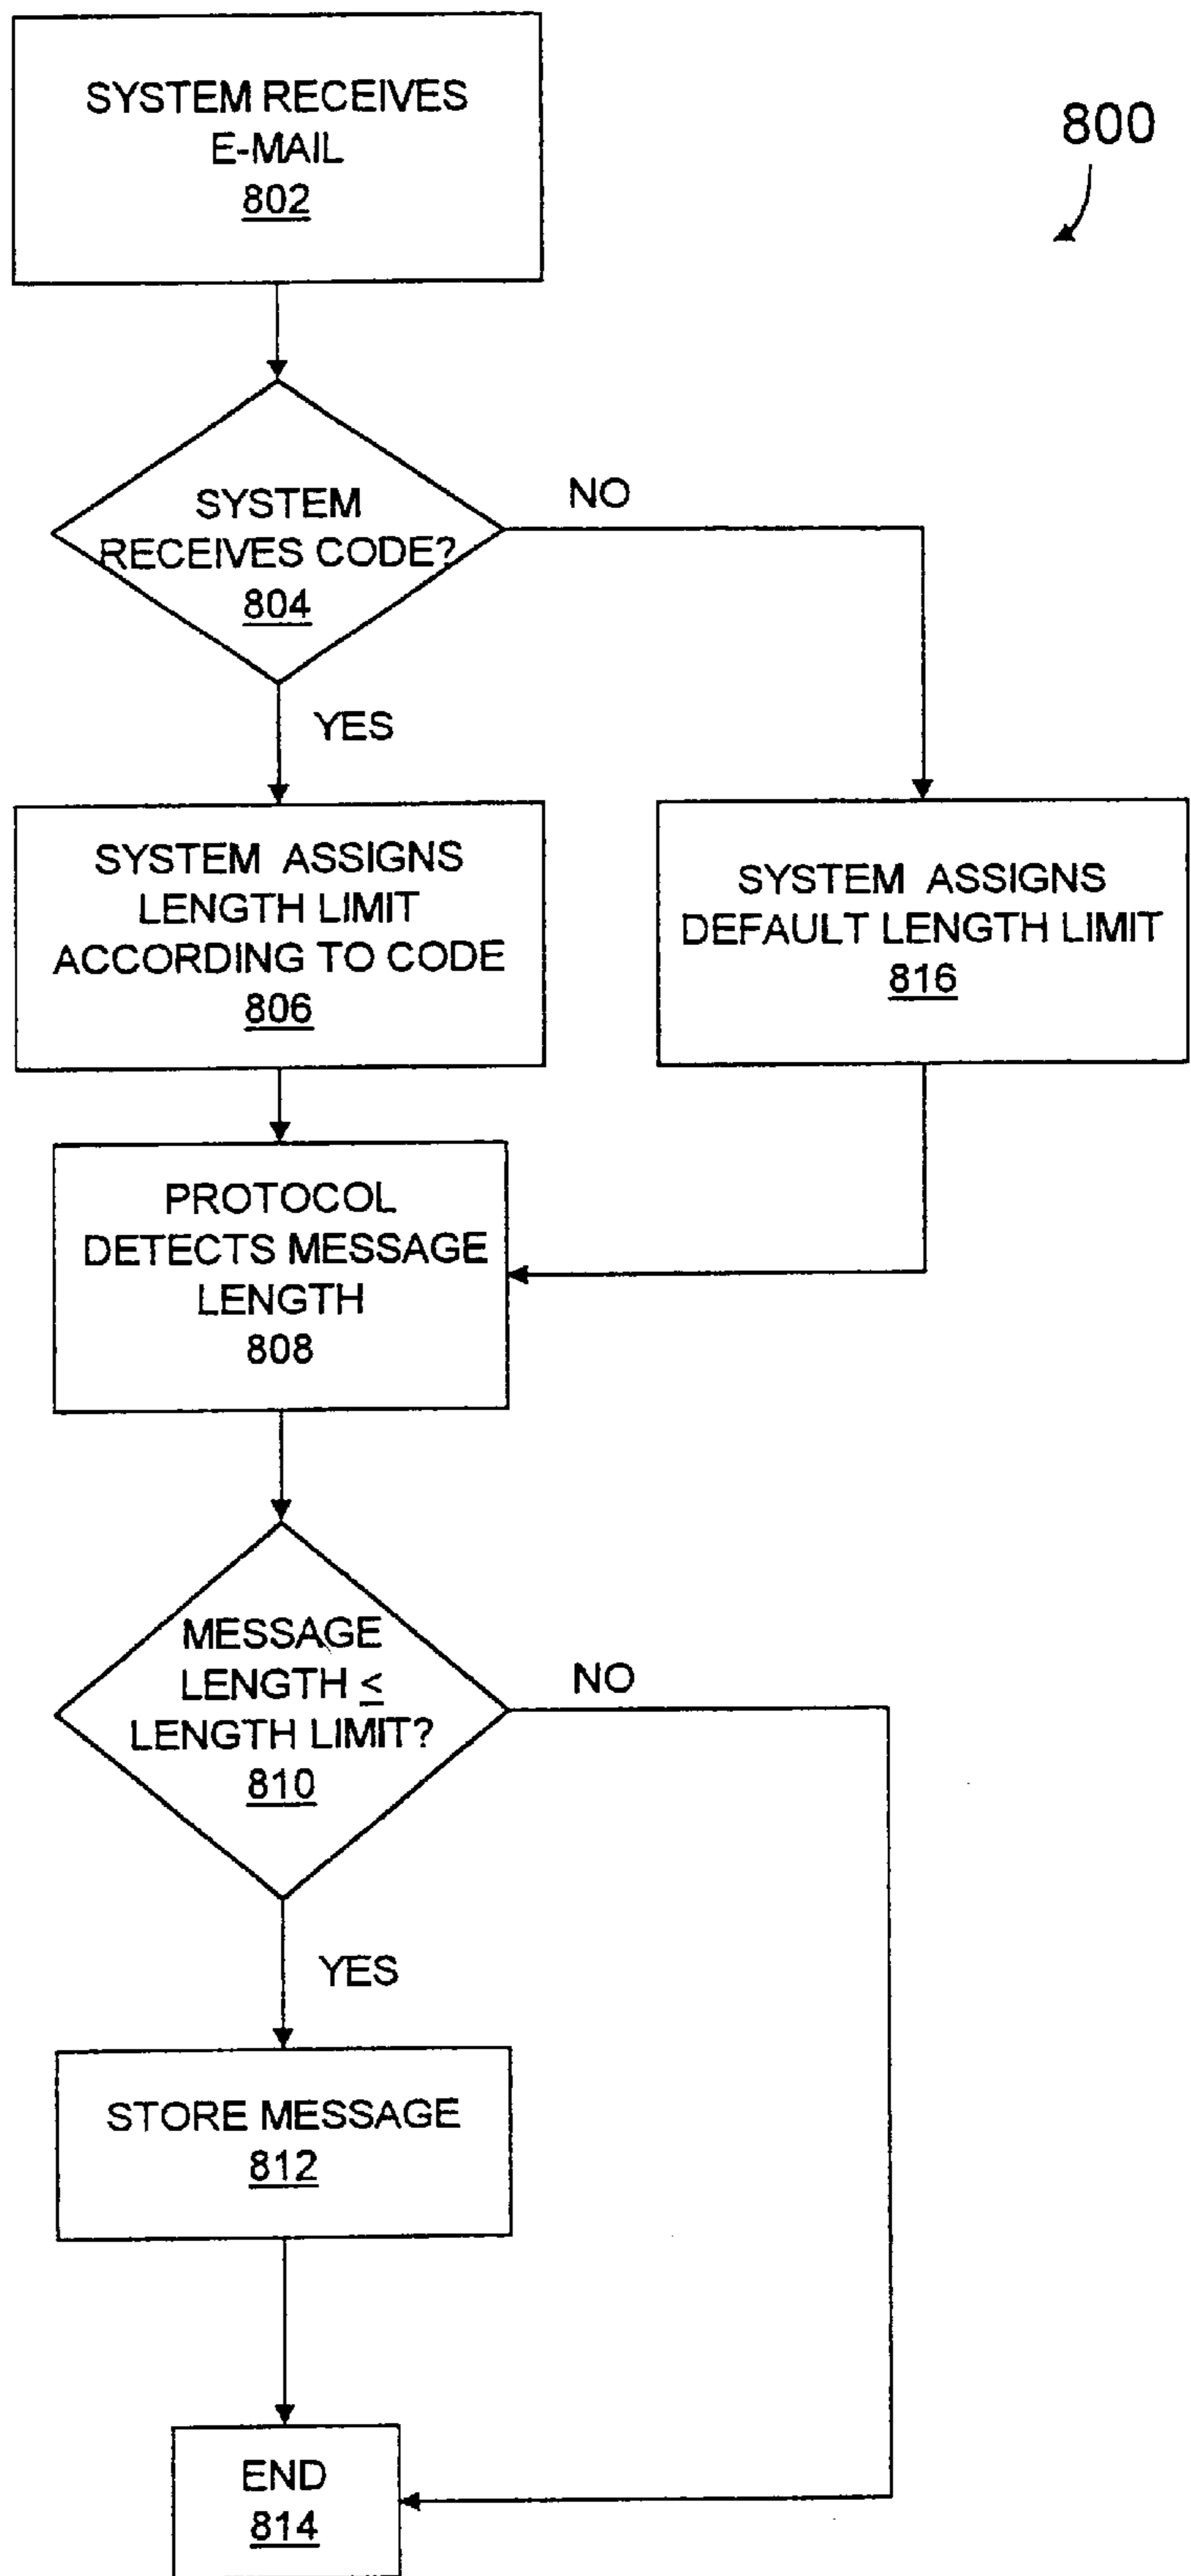 SYSTEM RECEIVES
E-MAIL
802
800
SYSTEM
RECEIVES CODE?
804
NO
YES
SYSTEM ASSIGNS
LENGTH LIMIT
ACCORDING TO CODE
806
SYSTEM ASSIGNS
DEFAULT LENGTH LIMIT
816
PROTOCOL
DETECTS MESSAGE
LENGTH
808
MESSAGE
LENGTH ≤
LENGTH LIMIT?
810
NO
YES
STORE MESSAGE
812
END
814